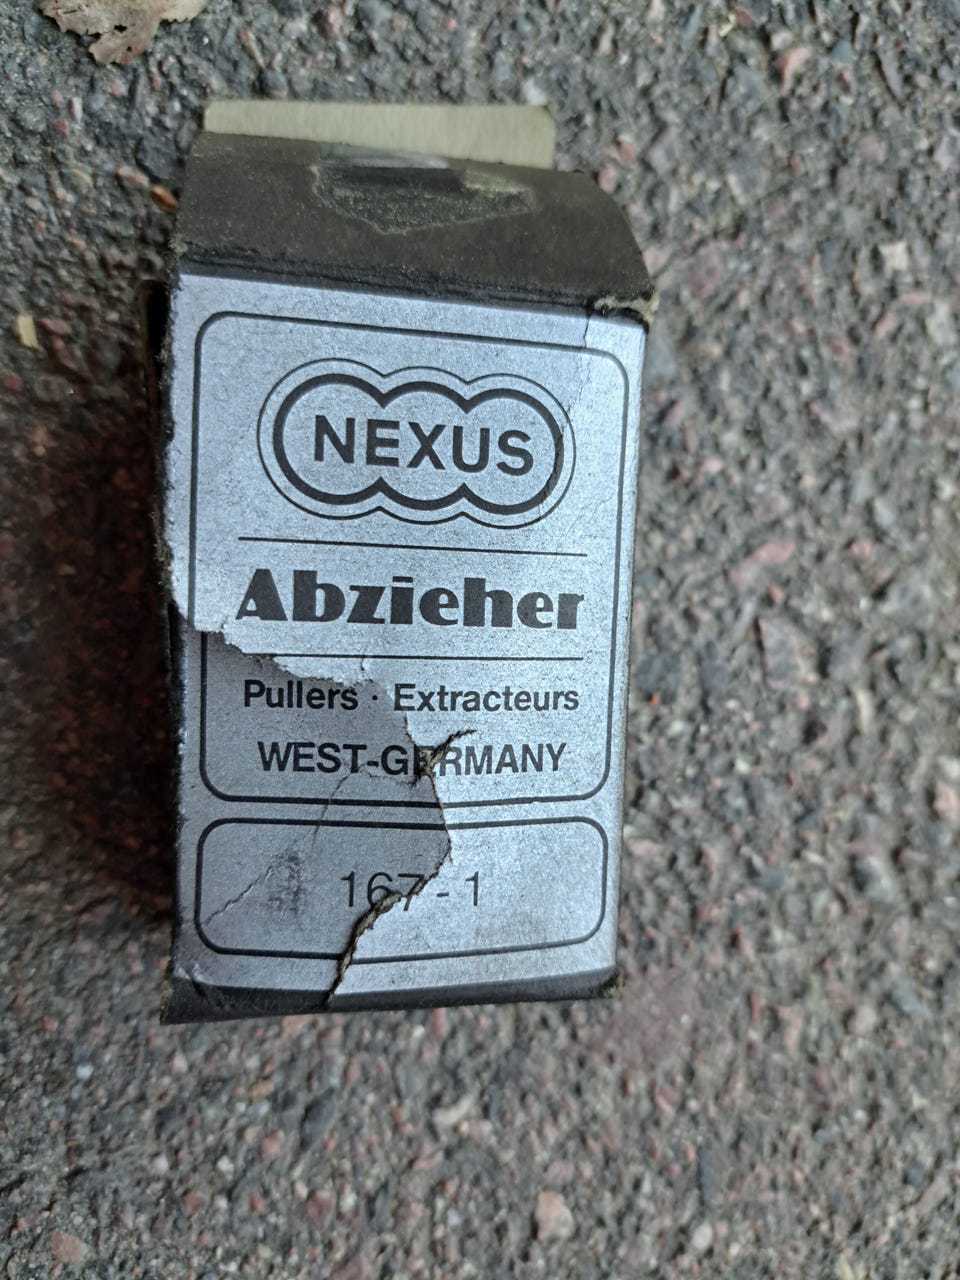 NEXUS
Abzieher
Pullers · Extracteurs
WEST-GERMANY
167-1